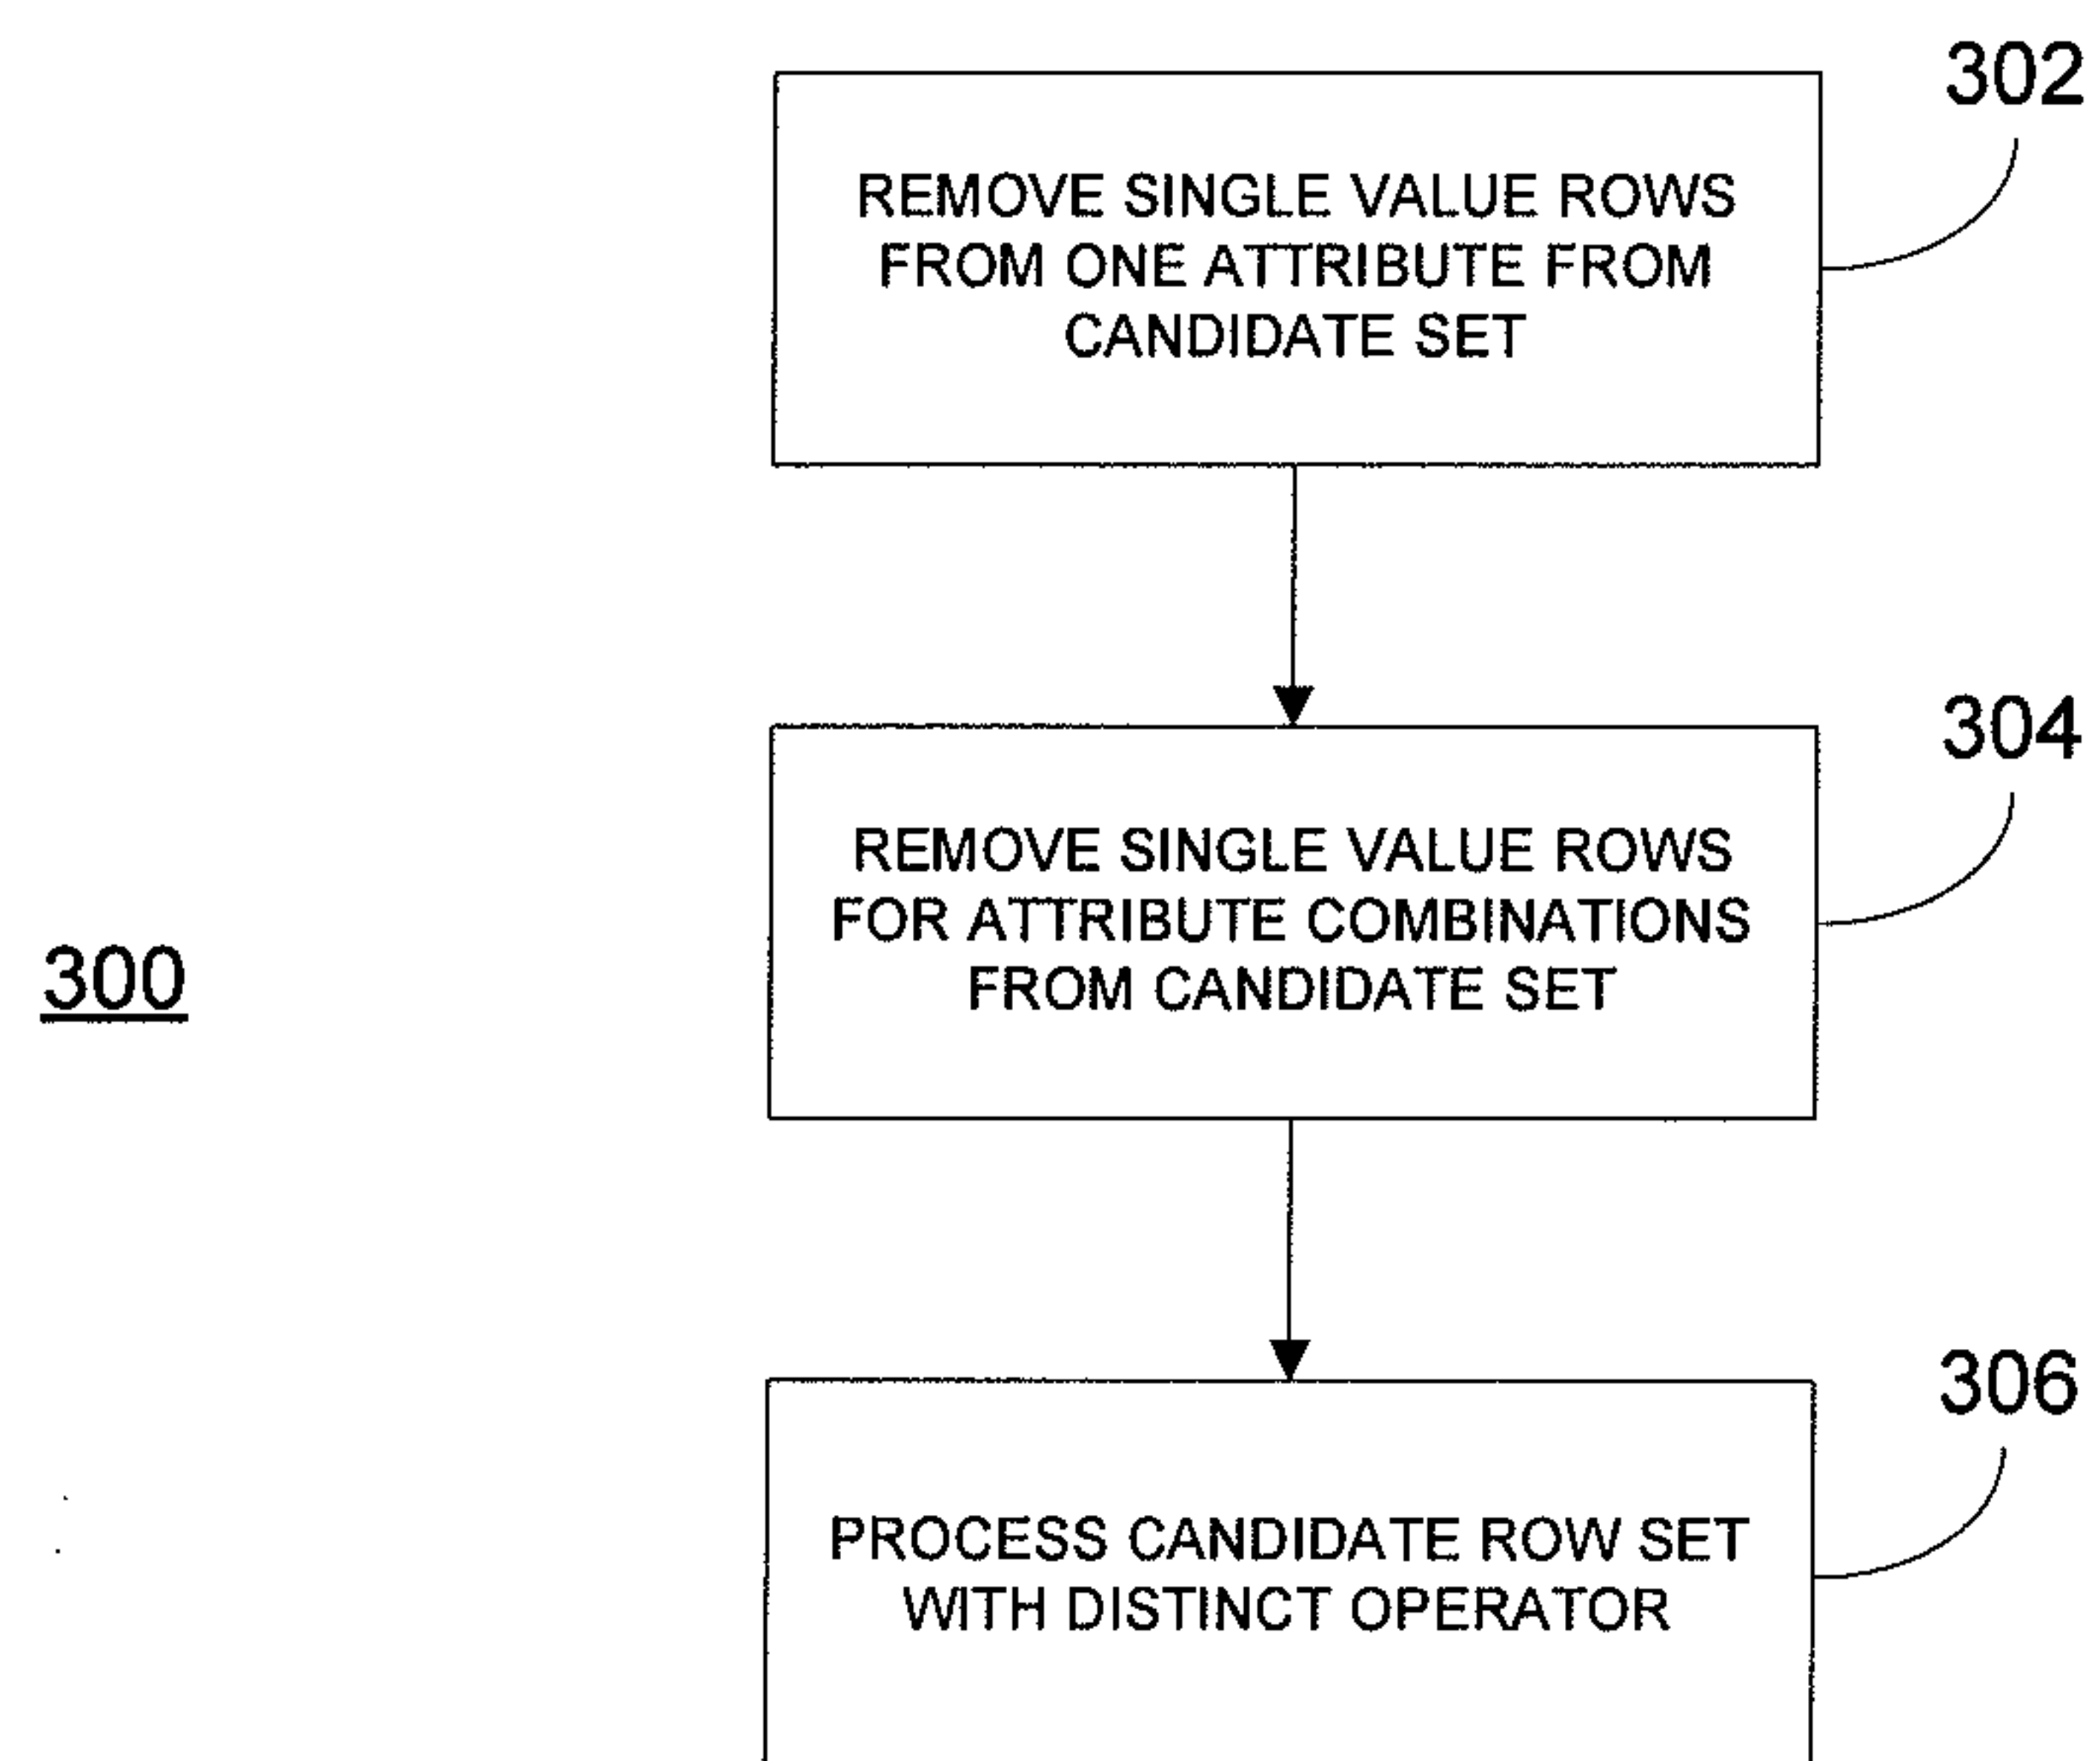 302
REMOVE SINGLE VALUE ROWS
FROM ONE ATTRIBUTE FROM
CANDIDATE SET
304
REMOVE SINGLE VALUE ROWS
FOR ATTRIBUTE COMBINATIONS
FROM CANDIDATE SET
300
306
PROCESS CANDIDATE ROW SET
WITH DISTINCT OPERATOR